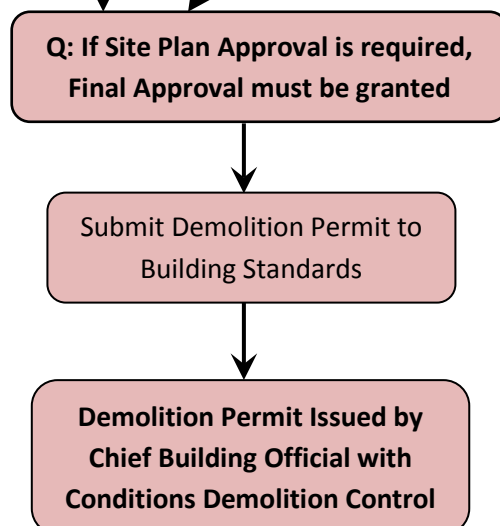 Q: If Site Plan Approval is required,
Final Approval must be granted
Submit Demolition Permit to
Building Standards
Demolition Permit Issued by
Chief Building Official with
Conditions Demolition Control